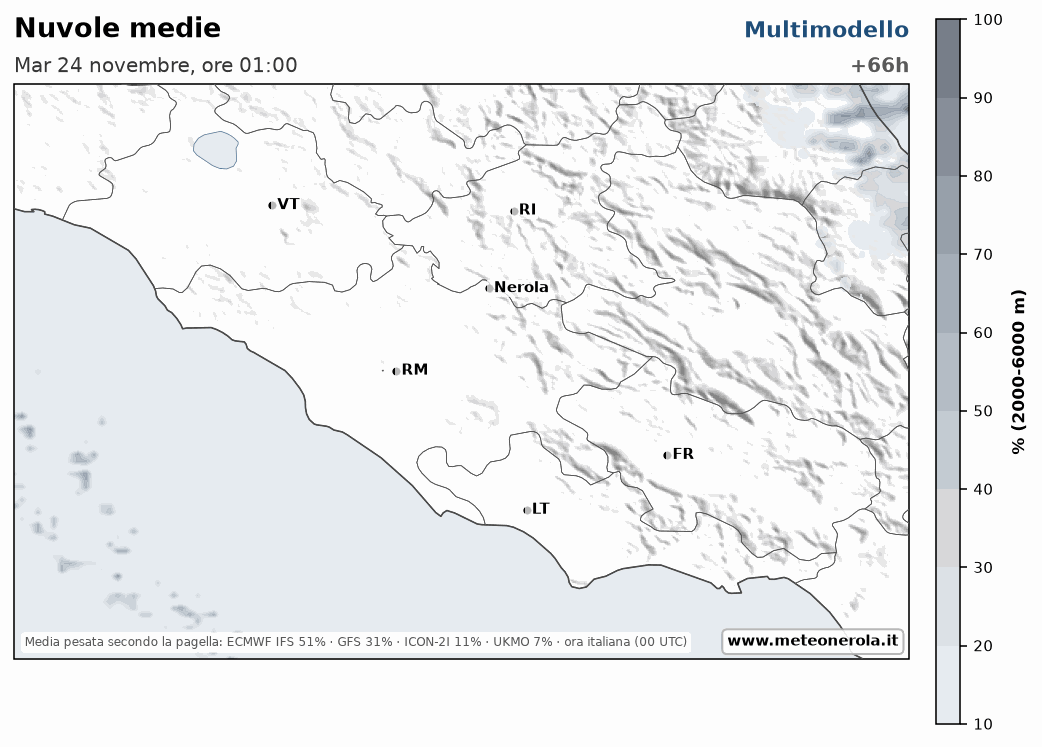 Nuvole medie
Multimodello
Mar 24 novembre, ore 01:00
+66h
100
90
80
70
60
50
40
30
20
10
% (2000-6000 m)
VT
RI
Nerola
RM
FR
LT
Media pesata secondo la pagella: ECMWF IFS 51% · GFS 31% · ICON-2I 11% · UKMO 7% · ora italiana (00 UTC)
www.meteonerola.it